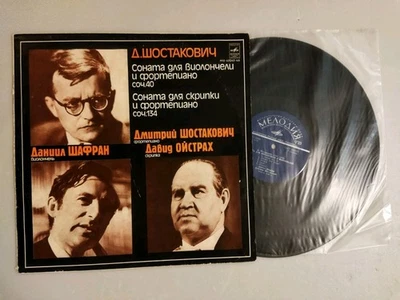 Д.ШОСТАКОВИЧ
Соната для виолончели
и фортепиано
соч.40
Соната для скрипки
и фортепиано
соч.134
Дмитрий ШОСТАКОВИЧ
фортепиано
Даниил ШАФРАН
виолончель
Давид ОЙСТРАХ
скрипка
МЕЛОДИЯ